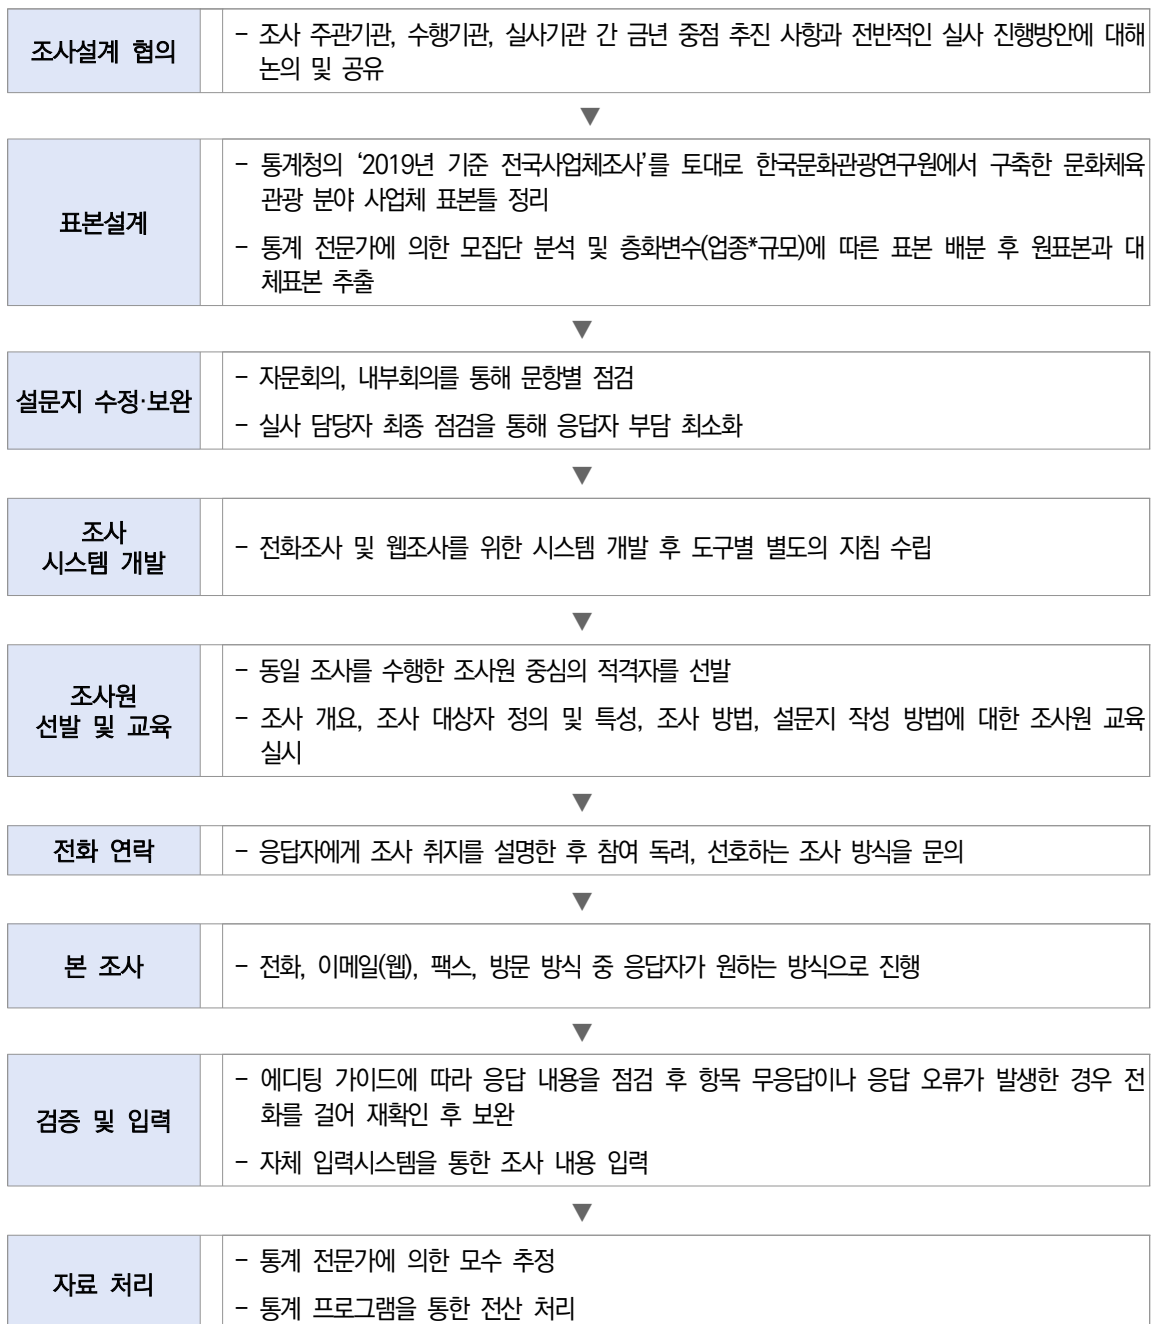 조사설계 협의
- 조사 주관기관, 수행기관, 실사기관 간 금년 중점 추진 사항과 전반적인 실사 진행방안에 대해
논의 및 공유
▼
표본설계
- 통계청의 ‘2019년 기준 전국사업체조사’를 토대로 한국문화관광연구원에서 구축한 문화체육
관광 분야 사업체 표본틀 정리
- 통계 전문가에 의한 모집단 분석 및 층화변수(업종*규모)에 따른 표본 배분 후 원표본과 대
체표본 추출
▼
설문지 수정·보완
- 자문회의, 내부회의를 통해 문항별 점검
- 실사 담당자 최종 점검을 통해 응답자 부담 최소화
▼
조사
시스템 개발
- 전화조사 및 웹조사를 위한 시스템 개발 후 도구별 별도의 지침 수립
▼
조사원
선발 및 교육
- 동일 조사를 수행한 조사원 중심의 적격자를 선발
- 조사 개요, 조사 대상자 정의 및 특성, 조사 방법, 설문지 작성 방법에 대한 조사원 교육
실시
▼
전화 연락
- 응답자에게 조사 취지를 설명한 후 참여 독려, 선호하는 조사 방식을 문의
▼
본 조사
- 전화, 이메일(웹), 팩스, 방문 방식 중 응답자가 원하는 방식으로 진행
▼
검증 및 입력
- 에디팅 가이드에 따라 응답 내용을 점검 후 항목 무응답이나 응답 오류가 발생한 경우 전
화를 걸어 재확인 후 보완
- 자체 입력시스템을 통한 조사 내용 입력
▼
자료 처리
- 통계 전문가에 의한 모수 추정
- 통계 프로그램을 통한 전산 처리